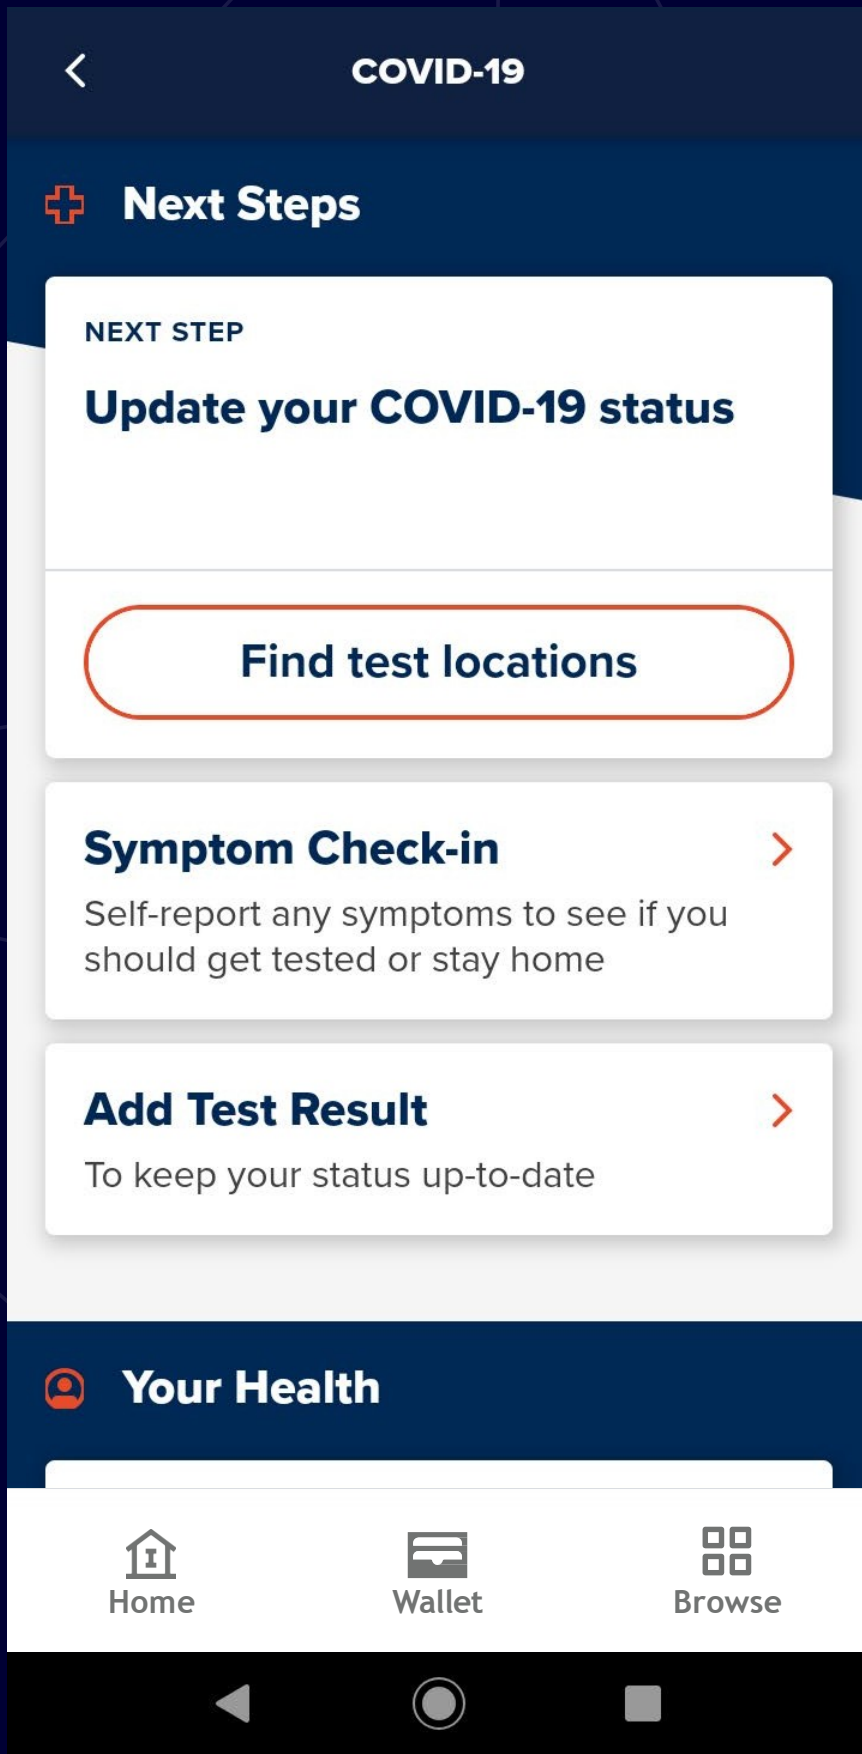 COVID-19
Next Steps
NEXT STEP
Update your COVID-19 status
Find test locations
Symptom Check-in
Self-report any symptoms to see if you
should get tested or stay home
Add Test Result
To keep your status up-to-date
Your Health
Home
Wallet
Browse